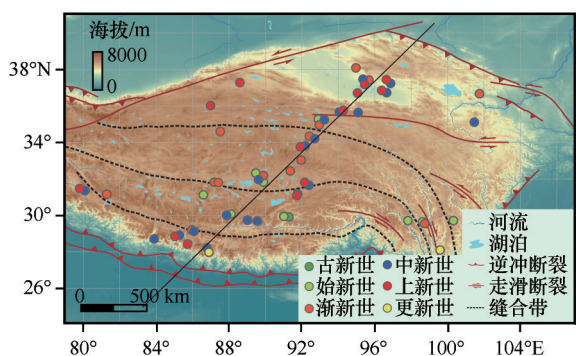 海拔/m
8000
0
38°N
34°
30°
26°
0 500 km
古新世 中新世
始新世 上新世
渐新世 更新世
河流
湖泊
逆冲断裂
走滑断裂
缝合带
80° 84° 88° 92° 96° 100° 104°E